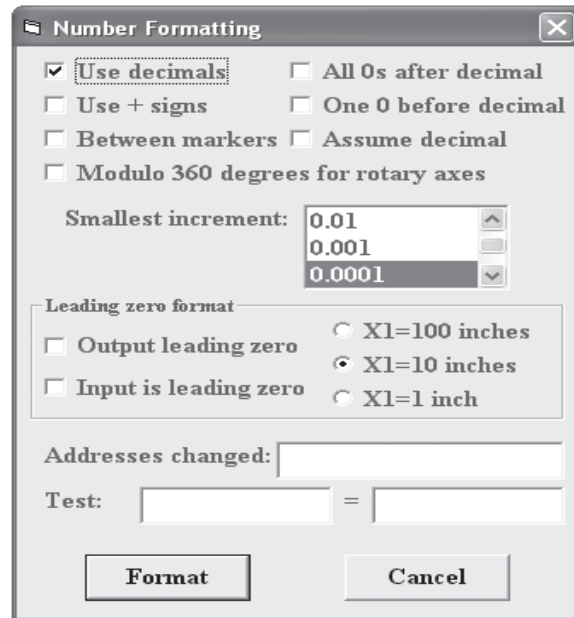 Number Formatting
Use decimals
All 0s after decimal
Use + signs
One 0 before decimal
Between markers
Assume decimal
Modulo 360 degrees for rotary axes
Smallest increment:
0.01
0.001
0.0001
Leading zero format
Output leading zero
Input is leading zero
X1=100 inches
X1=10 inches
X1=1 inch
Addresses changed:
Test:
=
Format
Cancel